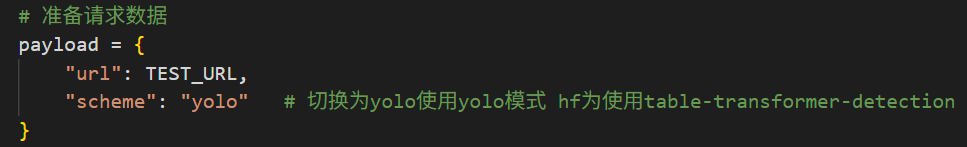 # 准备请求数据
payload = {
    "url": TEST_URL,
    "scheme": "yolo"   # 切换为yolo使用yolo模式 hf为使用table-transformer-detection
}